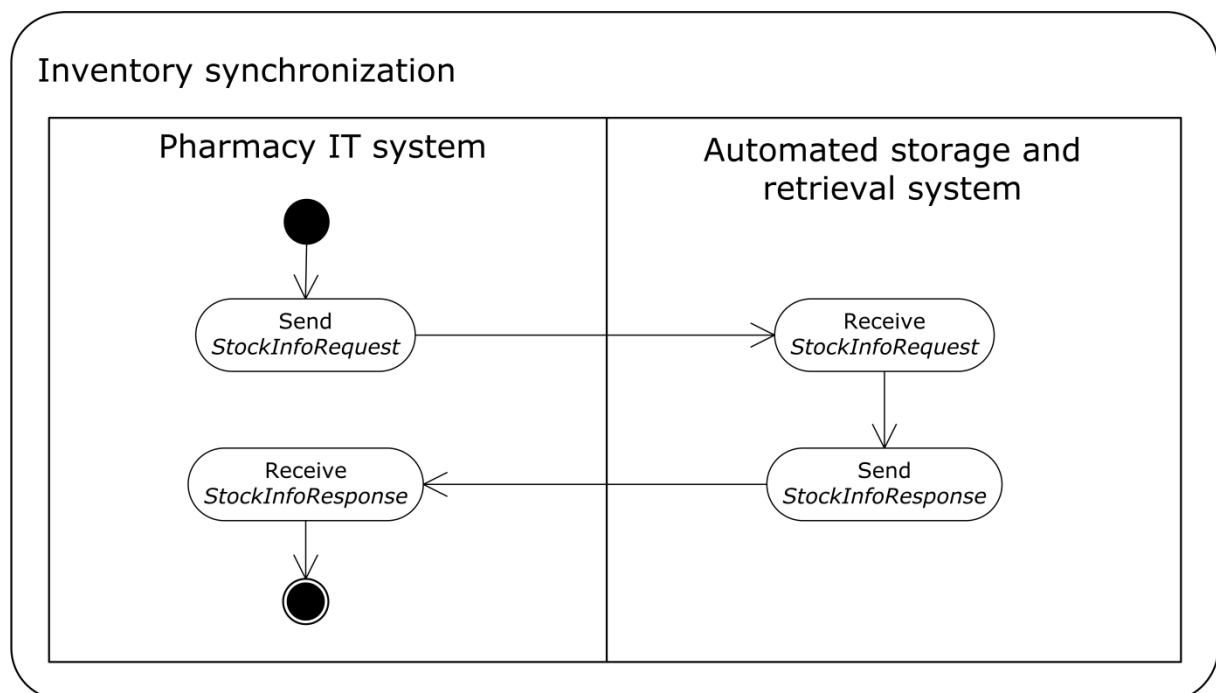 Inventory synchronization
Pharmacy IT system
Automated storage and
retrieval system
Send
StockInfoRequest
Receive
StockInfoRequest
Receive
StockInfoResponse
Send
StockInfoResponse